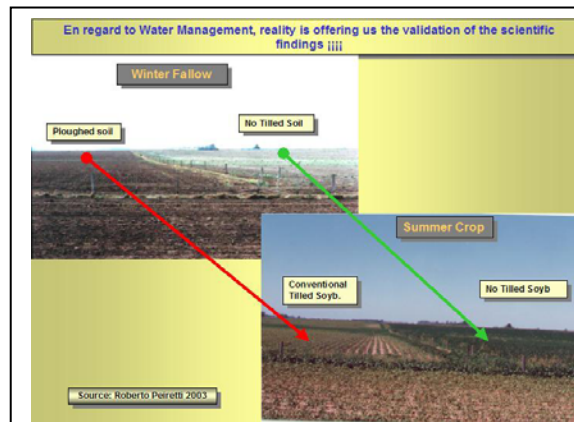 En regard to Water Management, reality is offering us the validation of the scientific
findings ¡¡¡¡
Winter Fallow
Ploughed soil
No Tilled Soil
Summer Crop
Conventional
Tilled Soyb.
No Tilled Soyb
Source: Roberto Peiretti 2003